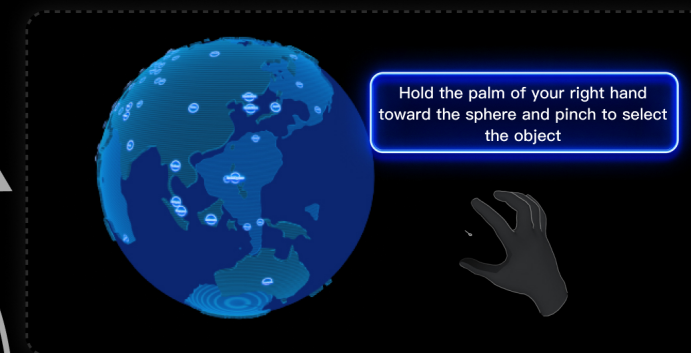 Hold the palm of your right hand
toward the sphere and pinch to select
the object